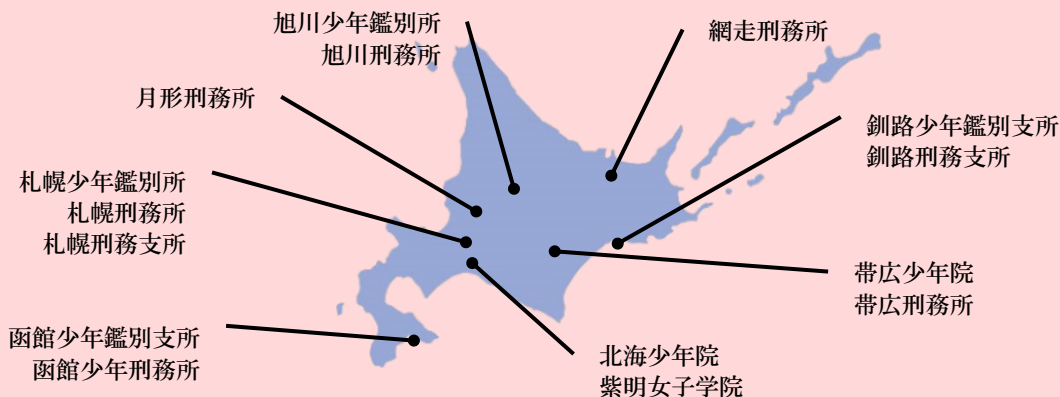 旭川少年鑑別所
旭川刑務所
網走刑務所
月形刑務所
釧路少年鑑別支所
釧路刑務支所
札幌少年鑑別所
札幌刑務所
札幌刑務支所
帯広少年院
帯広刑務所
函館少年鑑別支所
函館少年刑務所
北海少年院
紫明女子学院